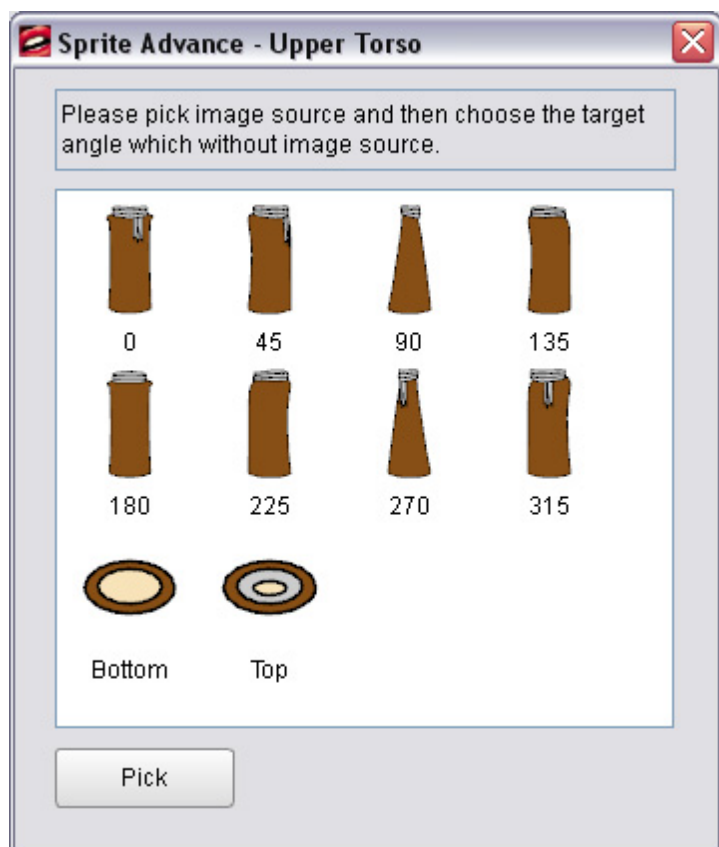 Sprite Advance - Upper Torso
Please pick image source and then choose the target
angle which without image source.
0 45 90 135
180 225 270 315
Bottom Top
Pick